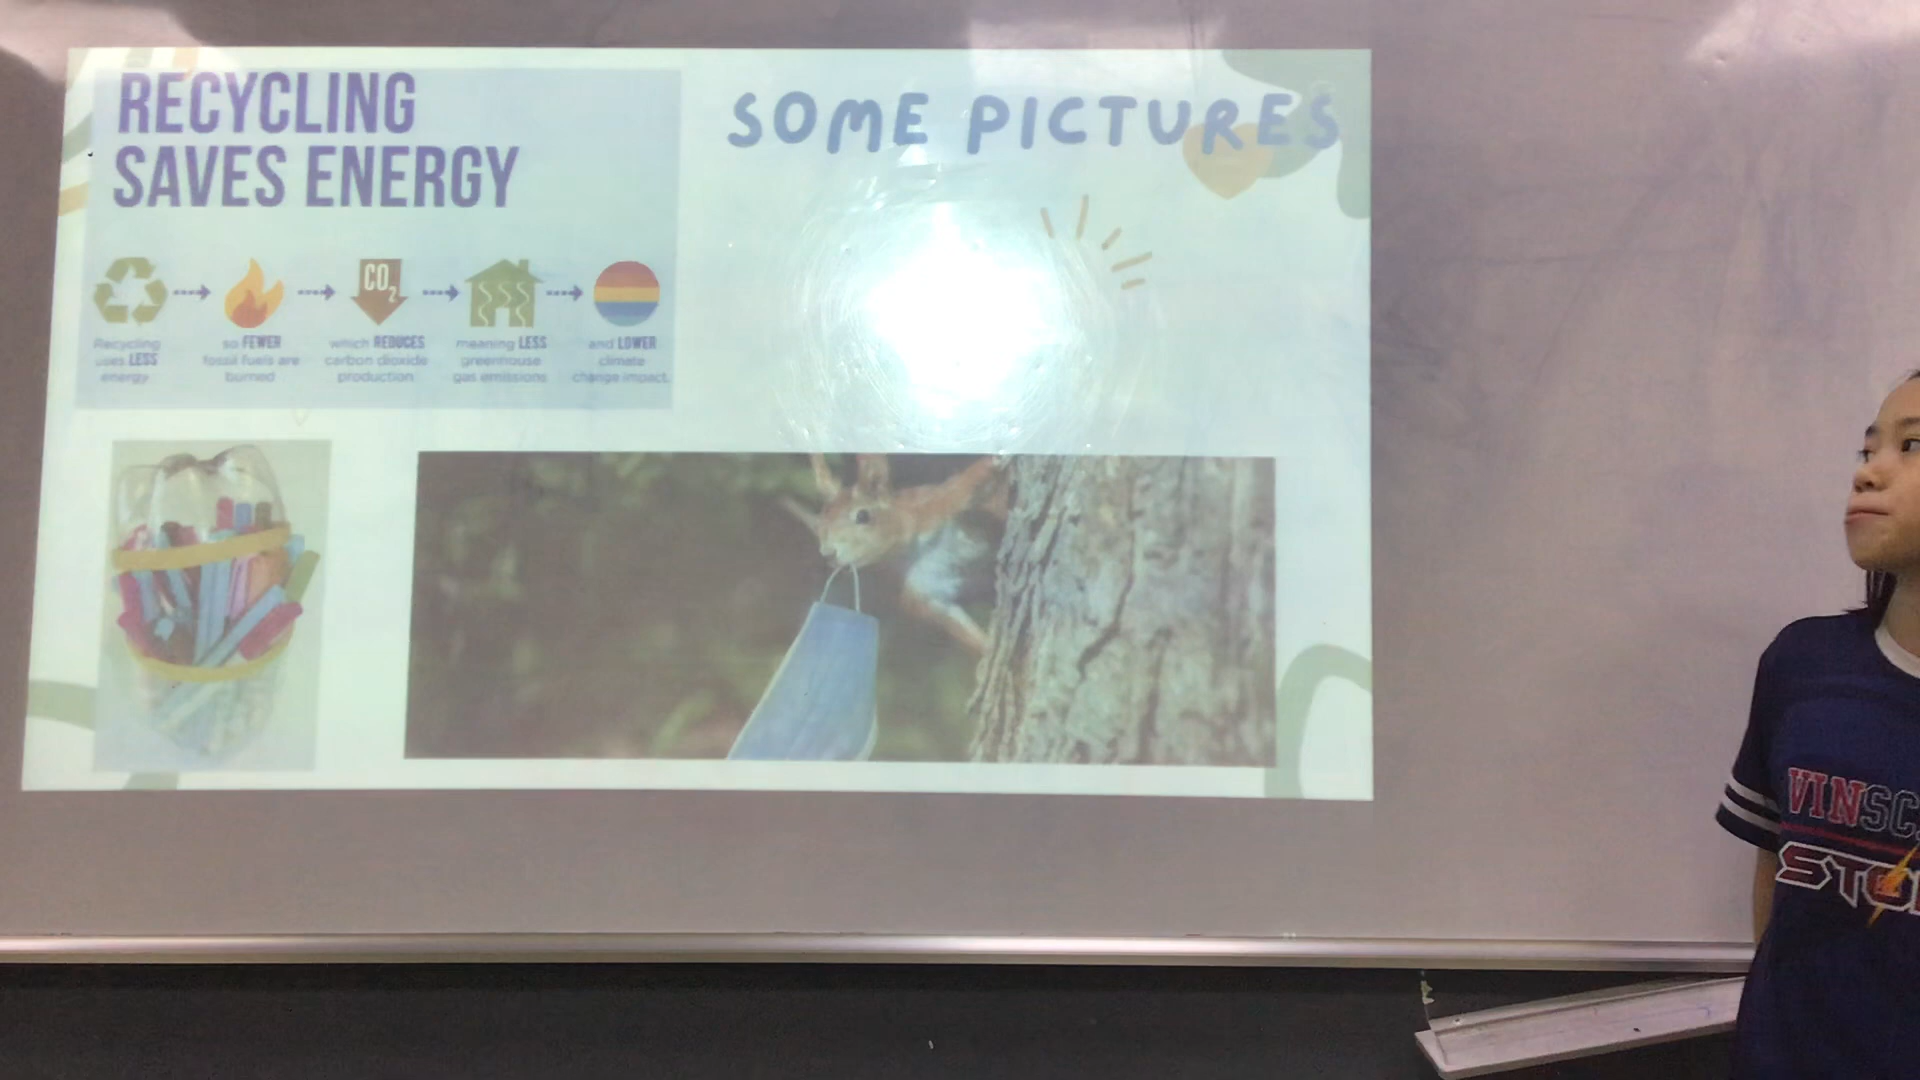 RECYCLING
SAVES ENERGY
SOME PICTURES
CO₂
Recycling
uses LESS
energy
so FEWER
fossil fuels are
burned
which REDUCES
carbon dioxide
production
meaning LESS
greenhouse
gas emissions
and LOWER
climate
change impact.
VINSC
STO